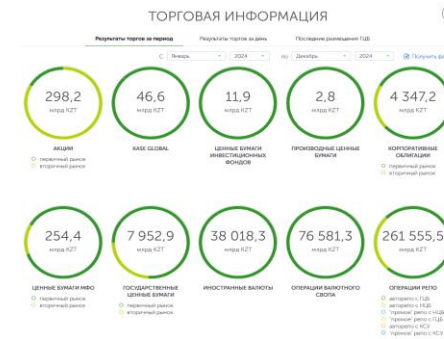 ТОРГОВАЯ ИНФОРМАЦИЯ
Результаты торгов за период Результаты торгов за день Последние размещения ГЦБ
С Январь 2024 по Декабрь 2024 Получить фа
298,2 46,6 11,9 2,8 4 347,2
млрд KZT млрд KZT млрд KZT млрд KZT млрд KZT
АКЦИИ KASE GLOBAL ЦЕННЫЕ БУМАГИ ПРОИЗВОДНЫЕ ЦЕННЫЕ КОРПОРАТИВНЫЕ
ИНВЕСТИЦИОННЫХ БУМАГИ ОБЛИГАЦИИ
ФОНДОВ
первичный рынок первичный рынок
вторичный рынок вторичный рынок
254,4 7 952,9 38 018,3 76 581,3 261 555,5
млрд KZT млрд KZT млрд KZT млрд KZT млрд KZT
ЦЕННЫЕ БУМАГИ МФО ГОСУДАРСТВЕННЫЕ ИНОСТРАННЫЕ ВАЛЮТЫ ОПЕРАЦИИ ВАЛЮТНОГО ОПЕРАЦИИ РЕПО
ЦЕННЫЕ БУМАГИ СВОПА
первичный рынок первичный рынок авторепо с ГЦБ
вторичный рынок вторичный рынок авторепо с НЦБ
"прямое" репо с НЦБ
"прямое" репо с ГЦБ
авторепо с КСУ
"прямое" репо с КСУ